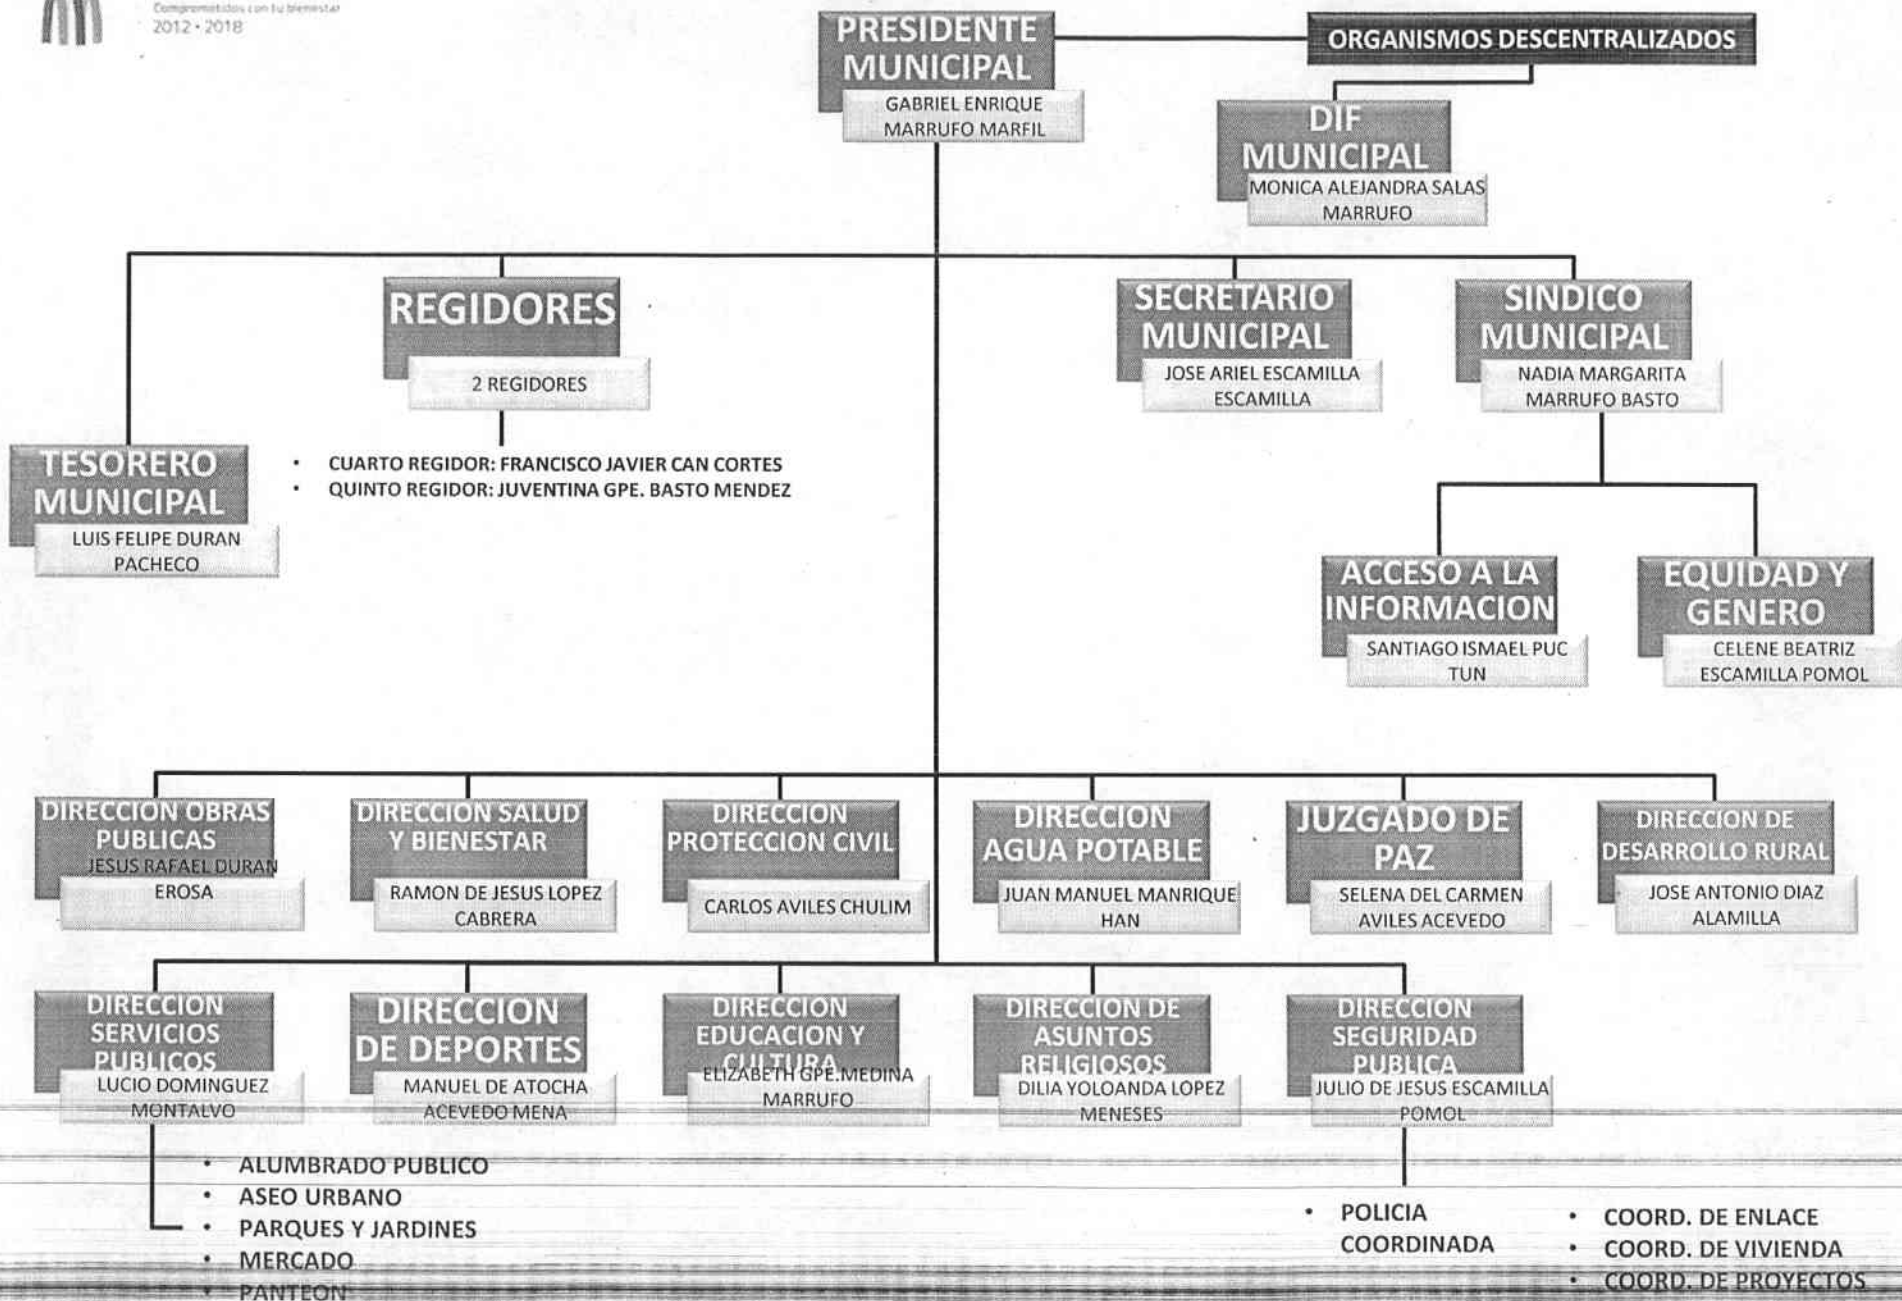 Comprometidos con tu bienestar
2012 • 2018
PRESIDENTE
MUNICIPAL
GABRIEL ENRIQUE
MARRUFO MARFIL
ORGANISMOS DESCENTRALIZADOS
DIF
MUNICIPAL
MONICA ALEJANDRA SALAS
MARRUFO
REGIDORES
2 REGIDORES
• CUARTO REGIDOR: FRANCISCO JAVIER CAN CORTES
• QUINTO REGIDOR: JUVENTINA GPE. BASTO MENDEZ
SECRETARIO
MUNICIPAL
JOSE ARIEL ESCAMILLA
ESCAMILLA
SINDICO
MUNICIPAL
NADIA MARGARITA
MARRUFO BASTO
TESORERO
MUNICIPAL
LUIS FELIPE DURAN
PACHECO
ACCESO A LA
INFORMACION
SANTIAGO ISMAEL PUC
TUN
EQUIDAD Y
GENERO
CELENE BEATRIZ
ESCAMILLA POMOL
DIRECCION OBRAS
PUBLICAS
JESUS RAFAEL DURAN
EROSA
DIRECCION SALUD
Y BIENESTAR
RAMON DE JESUS LOPEZ
CABRERA
DIRECCION
PROTECCION CIVIL
CARLOS AVILES CHULIM
DIRECCION
AGUA POTABLE
JUAN MANUEL MANRIQUE
HAN
JUZGADO DE
PAZ
SELENA DEL CARMEN
AVILES ACEVEDO
DIRECCION DE
DESARROLLO RURAL
JOSE ANTONIO DIAZ
ALAMILLA
DIRECCION
SERVICIOS
PUBLICOS
LUCIO DOMINGUEZ
MONTALVO
DIRECCION
DE DEPORTES
MANUEL DE ATOCHA
ACEVEDO MENA
DIRECCION
EDUCACION Y
CULTURA
ELIZABETH GPE.MEDINA
MARRUFO
DIRECCION DE
ASUNTOS
RELIGIOSOS
DILIA YOLOANDA LOPEZ
MENESES
DIRECCION
SEGURIDAD
PUBLICA
JULIO DE JESUS ESCAMILLA
POMOL
• ALUMBRADO PUBLICO
• ASEO URBANO
• PARQUES Y JARDINES
• MERCADO
• PANTEON
• POLICIA
COORDINADA
• COORD. DE ENLACE
• COORD. DE VIVIENDA
• COORD. DE PROYECTOS